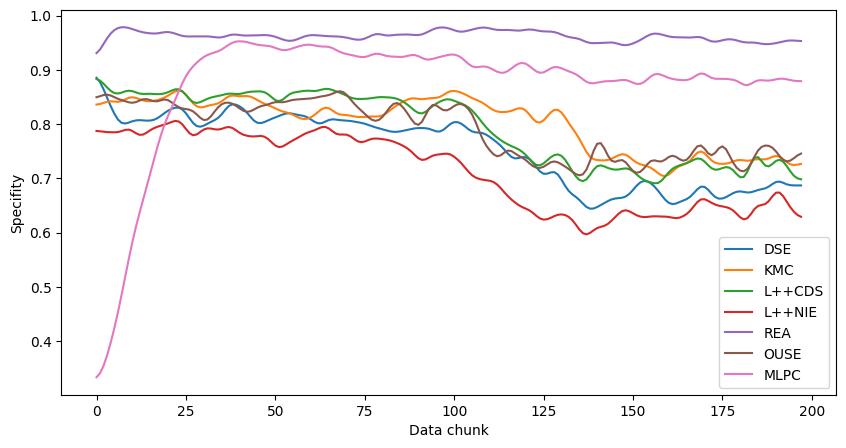 1.0
0.9
0.8
0.7
0.6
0.5
0.4
Specifity
0
25
50
75
100
125
150
175
200
Data chunk
DSE
KMC
L++CDS
L++NIE
REA
OUSE
MLPC